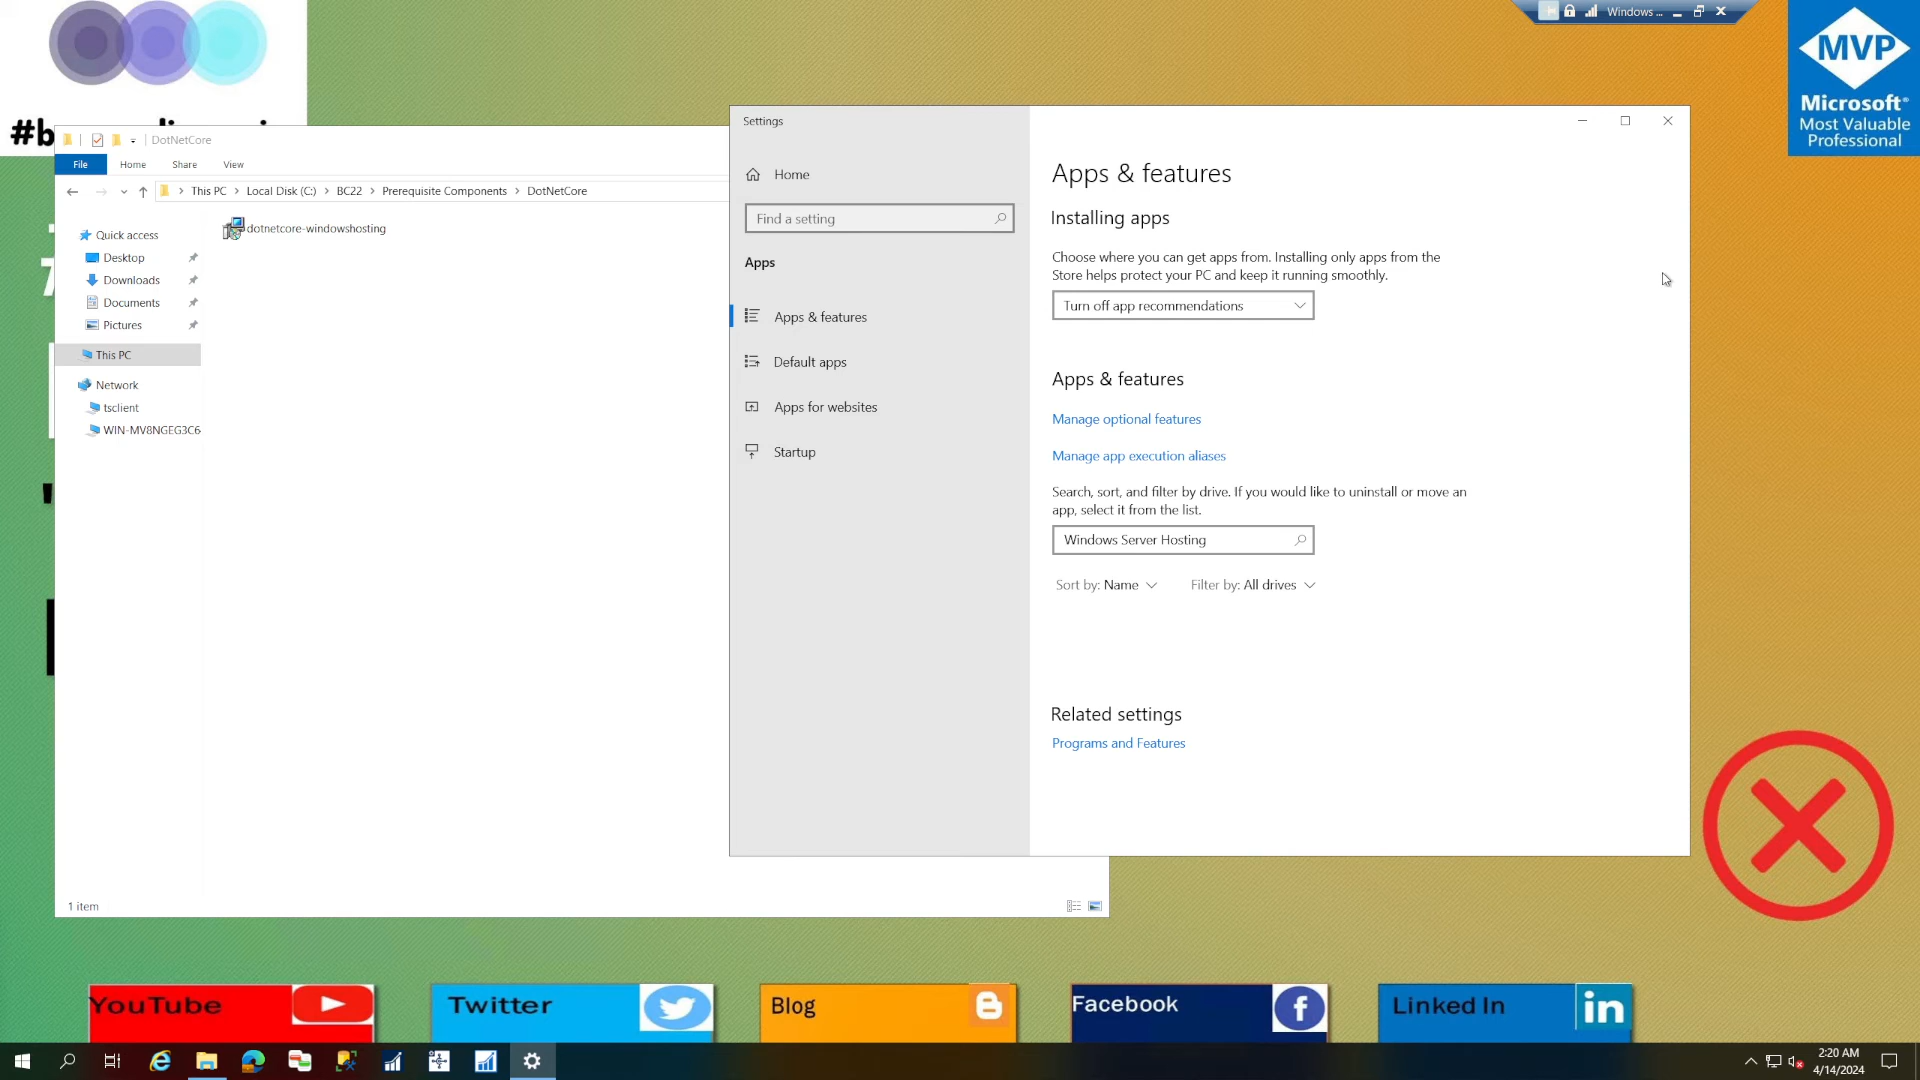 Windows ...
MVP
Microsoft®
Most Valuable
Professional
DotNetCore
File
Home
Share
View
This PC
Local Disk (C:)
BC22
Prerequisite Components
DotNetCore
Quick access
Desktop
Downloads
Documents
Pictures
This PC
Network
tsclient
WIN-MV8NGEG3C6
dotnetcore-windowshosting
1 item
Settings
Home
Find a setting
Apps
Apps & features
Default apps
Apps for websites
Startup
Apps & features
Installing apps
Choose where you can get apps from. Installing only apps from the
Store helps protect your PC and keep it running smoothly.
Turn off app recommendations
Apps & features
Manage optional features
Manage app execution aliases
Search, sort, and filter by drive. If you would like to uninstall or move an
app, select it from the list.
Windows Server Hosting
Sort by: Name
Filter by: All drives
Related settings
Programs and Features
YouTube
Twitter
Blog
Facebook
Linked In
in
2:20 AM
4/14/2024